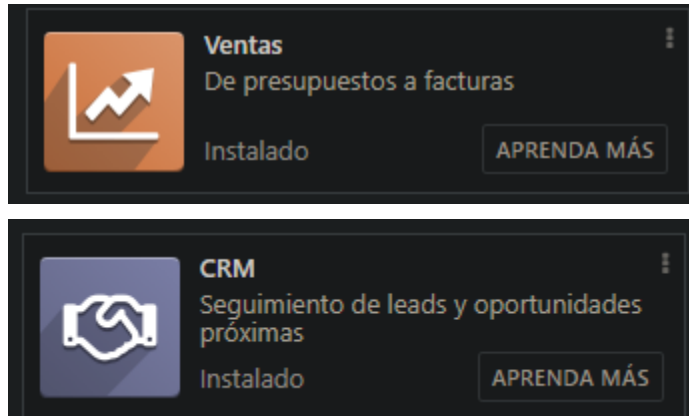 Ventas
De presupuestos a facturas
Instalado
APRENDA MÁS
CRM
Seguimiento de leads y oportunidades
próximas
Instalado
APRENDA MÁS